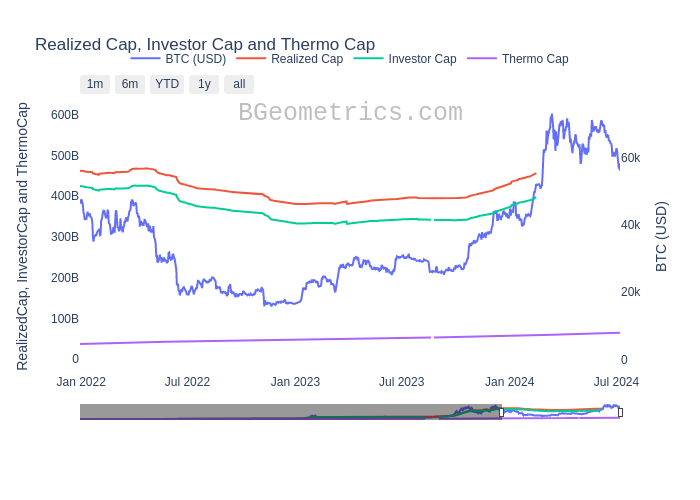 Realized Cap, Investor Cap and Thermo Cap
BTC (USD) Realized Cap Investor Cap Thermo Cap
1m 6m YTD 1y all
BGeometrics.com
RealizedCap, InvestorCap and ThermoCap
600B
500B
400B
300B
200B
100B
0
60k
40k
20k
0
BTC (USD)
Jan 2022 Jul 2022 Jan 2023 Jul 2023 Jan 2024 Jul 2024